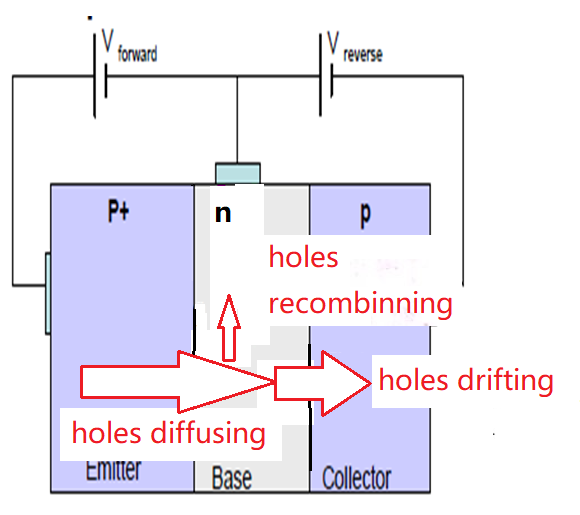 V forward
V reverse
P+
n
p
holes
recombinning
holes drifting
holes diffusing
Emitter
Base
Collector